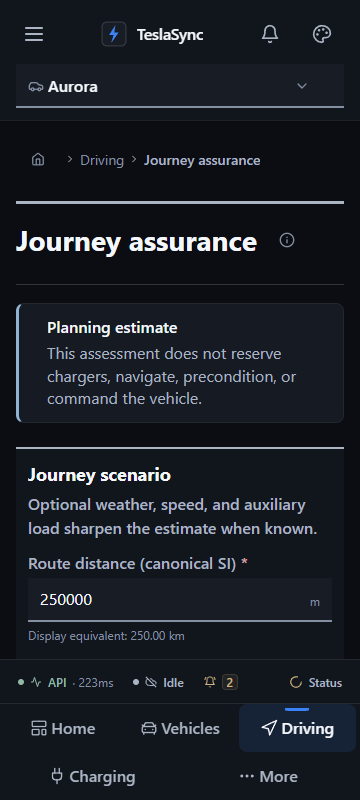 TeslaSync
Aurora
Driving
Journey assurance
Journey assurance
Planning estimate
This assessment does not reserve
chargers, navigate, precondition, or
command the vehicle.
Journey scenario
Optional weather, speed, and auxiliary
load sharpen the estimate when known.
Route distance (canonical SI) *
250000 m
Display equivalent: 250.00 km
API · 223ms Idle 2 Status
Home Vehicles Driving
Charging More